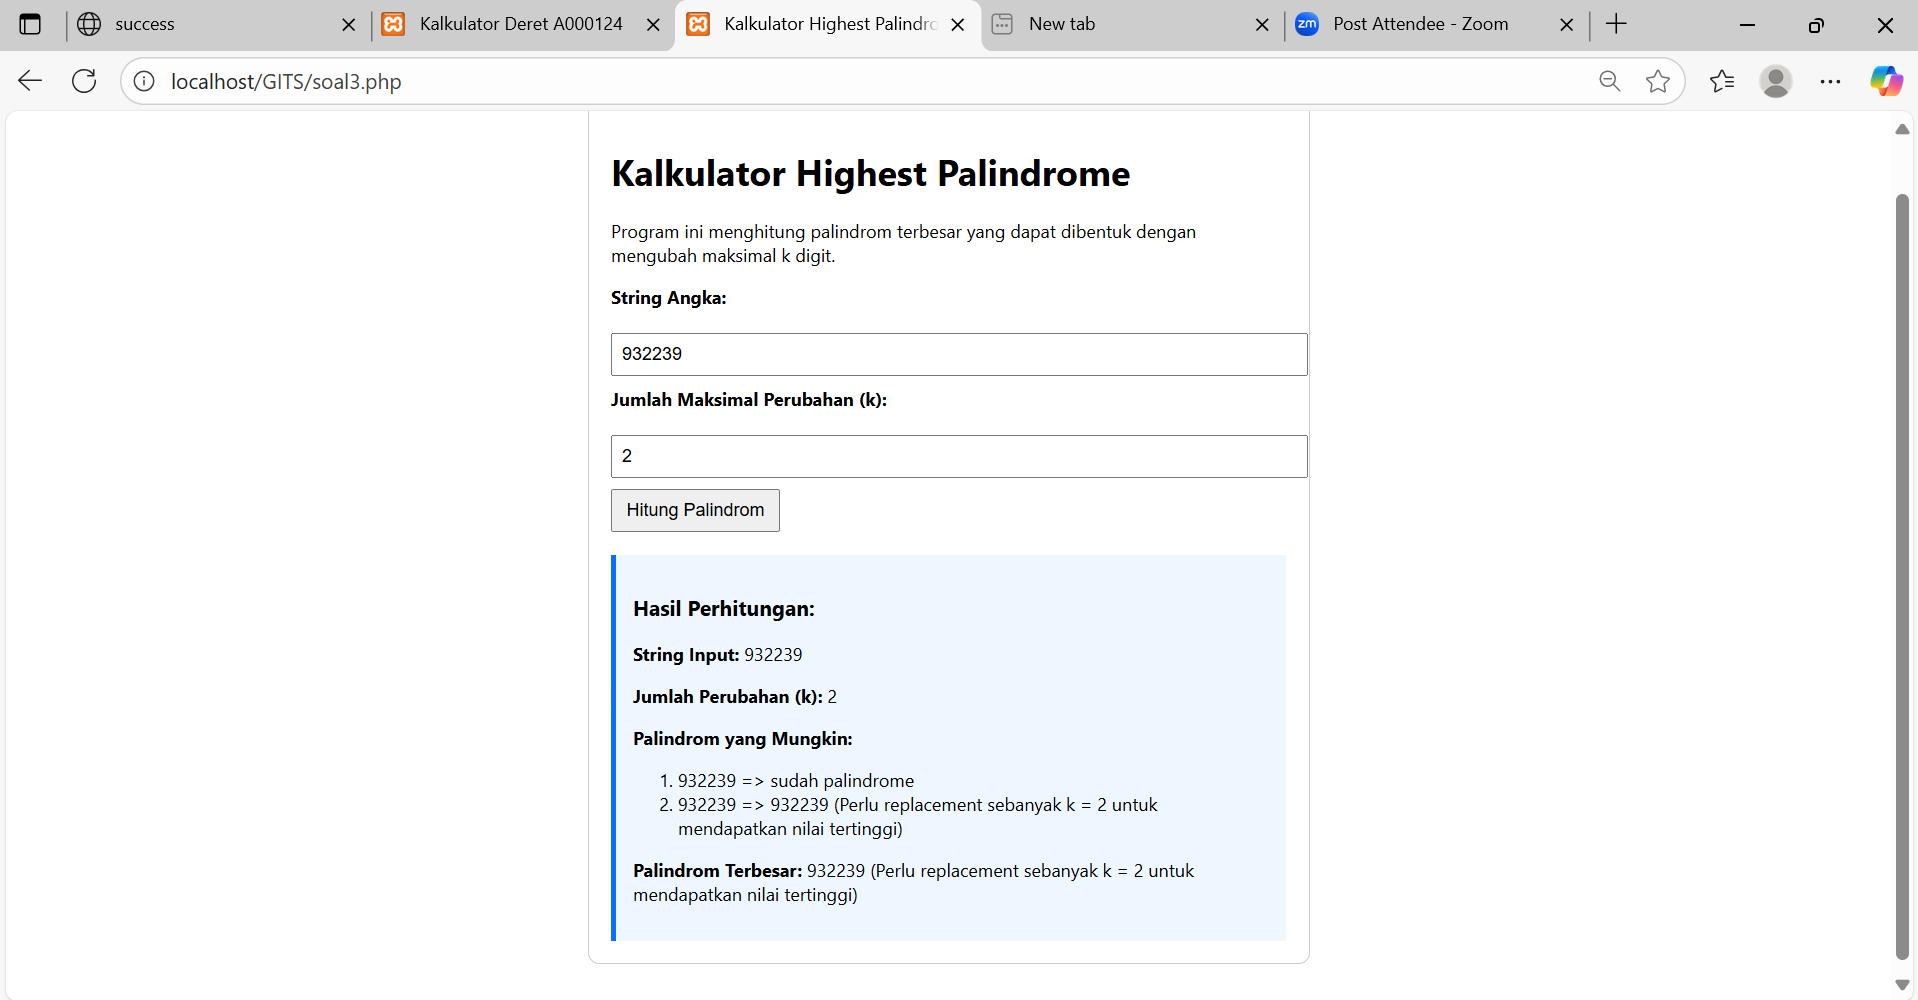 success
Kalkulator Deret A000124
Kalkulator Highest Palindro
New tab
zm Post Attendee - Zoom
localhost/GITS/soal3.php
Kalkulator Highest Palindrome
Program ini menghitung palindrom terbesar yang dapat dibentuk dengan
mengubah maksimal k digit.
String Angka:
932239
Jumlah Maksimal Perubahan (k):
2
Hitung Palindrom
Hasil Perhitungan:
String Input: 932239
Jumlah Perubahan (k): 2
Palindrom yang Mungkin:
1. 932239 => sudah palindrome
2. 932239 => 932239 (Perlu replacement sebanyak k = 2 untuk
mendapatkan nilai tertinggi)
Palindrom Terbesar: 932239 (Perlu replacement sebanyak k = 2 untuk
mendapatkan nilai tertinggi)